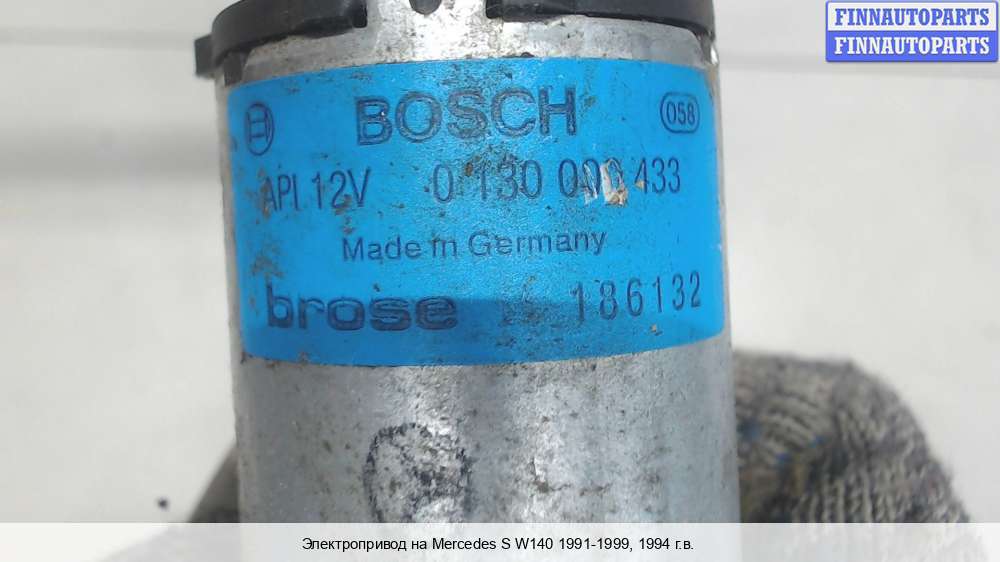 FINNAUTOPARTS
FINNAUTOPARTS
BOSCH 058
API 12V 0 130 000 433
Made in Germany
brose 186132
Электропривод на Mercedes S W140 1991-1999, 1994 г.в.